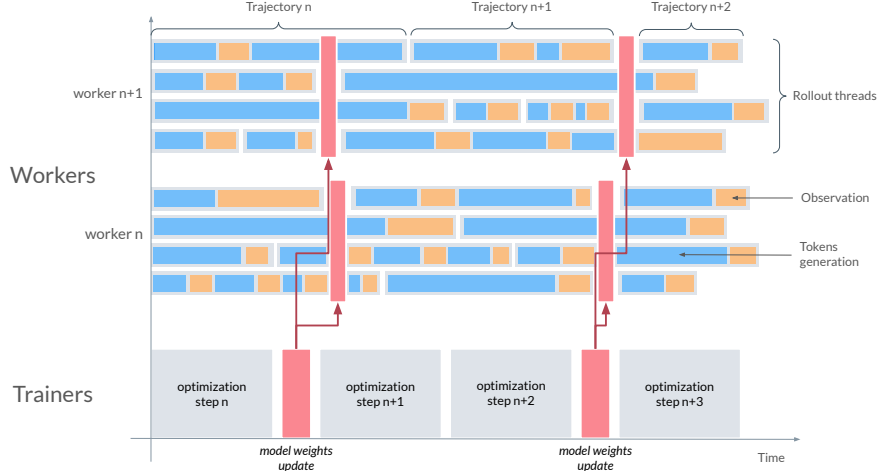 Trajectory n
Trajectory n+1
Trajectory n+2
worker n+1
Rollout threads
Workers
Observation
worker n
Tokens
generation
Trainers
optimization
step n
optimization
step n+1
optimization
step n+2
optimization
step n+3
model weights
update
model weights
update
Time